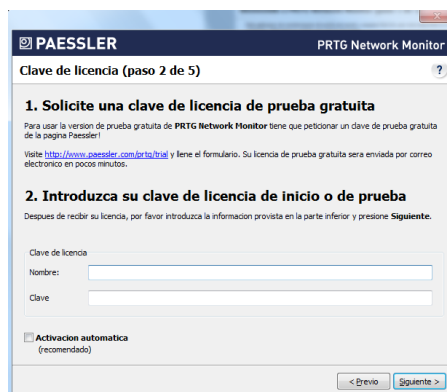 PAESSLER
PRTG Network Monitor
Clave de licencia (paso 2 de 5)
?
1. Solicite una clave de licencia de prueba gratuita
Para usar la version de prueba gratuita de PRTG Network Monitor tiene que peticionar un clave de prueba gratuita
de la pagina Paessler!
Visite http://www.paessler.com/prtg/trial y llene el formulario. Su licencia de prueba gratuita sera enviada por correo
electronico en pocos minutos.
2. Introduzca su clave de licencia de inicio o de prueba
Despues de recibir su licencia, por favor introduzca la informacion provista en la parte inferior y presione Siguiente.
Clave de licencia
Nombre:
Clave
Activacion automatica
(recomendado)
< Previo
Siguiente >